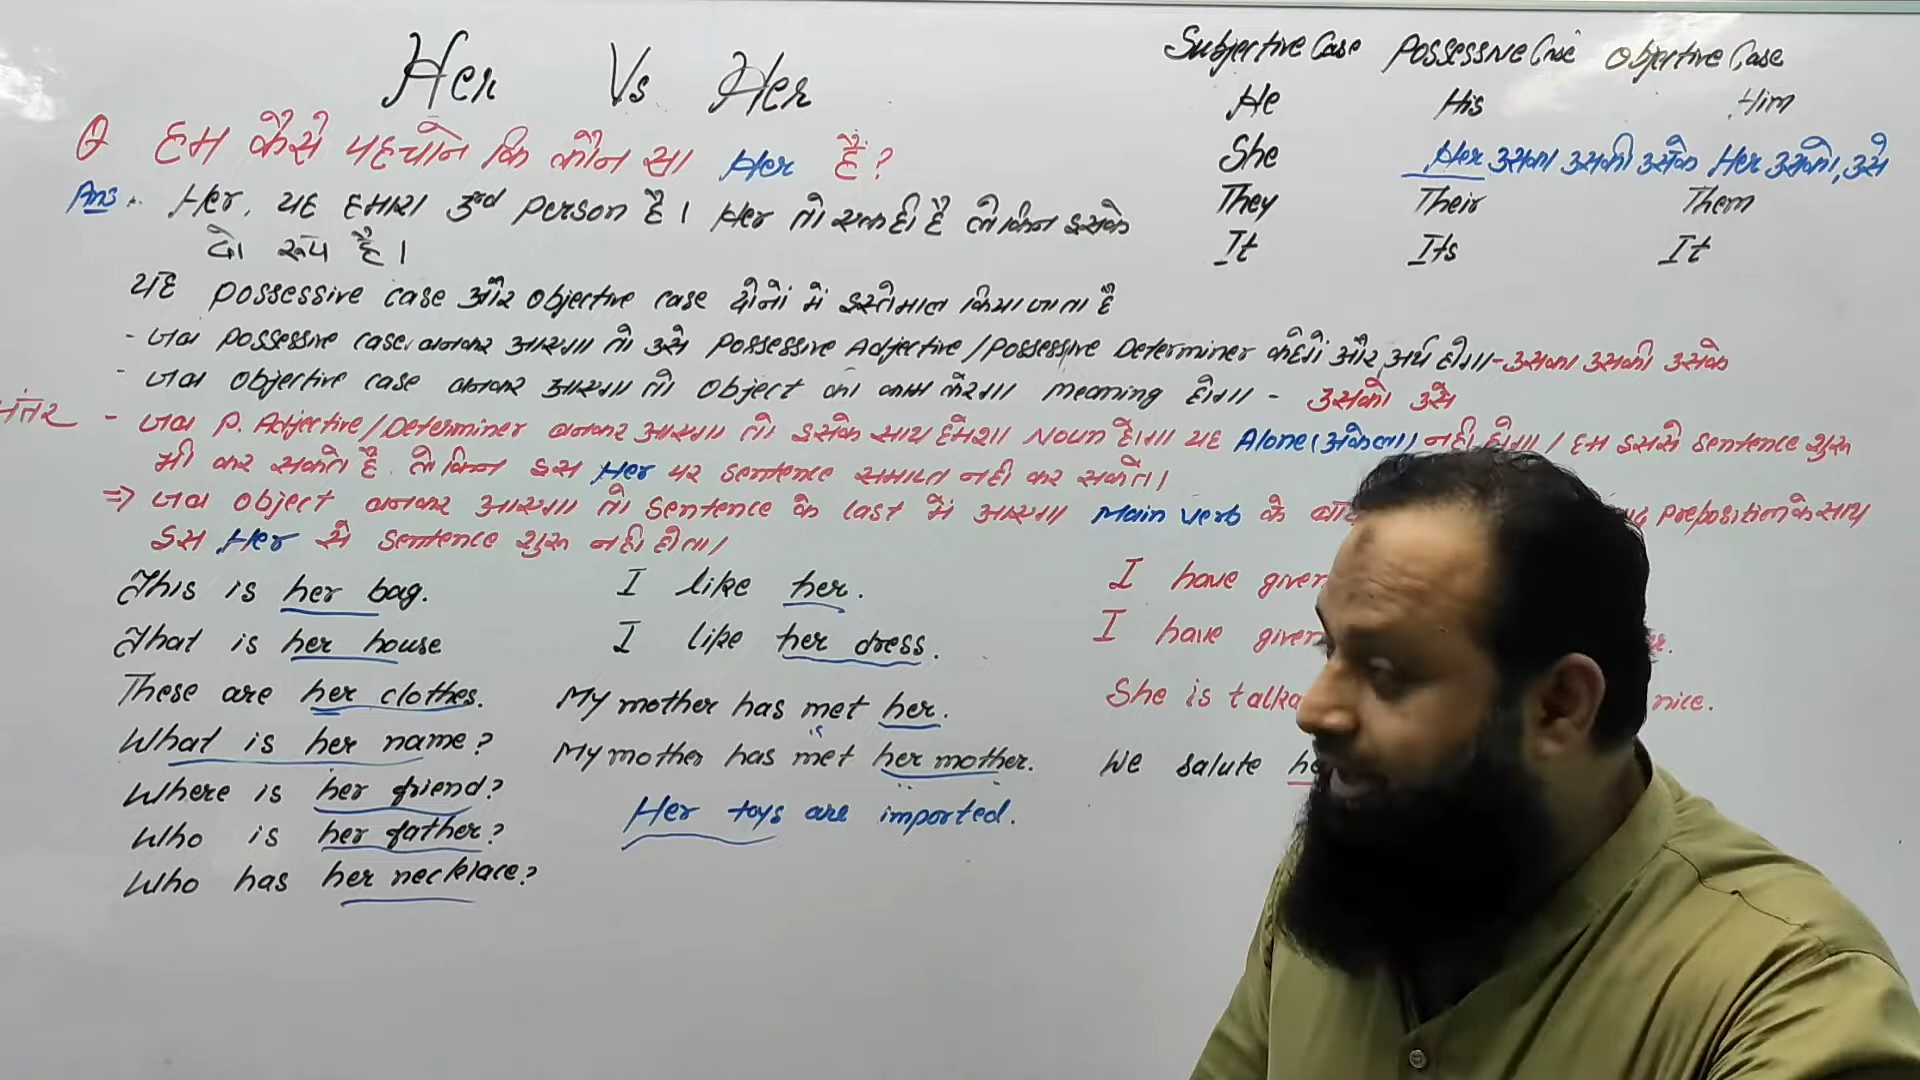 Her Vs Her
Q हम कैसे पहचाने कि कौन सा Her है?
Ans :- Her, यह हमारा 3rd person है। Her तो एक ही है लेकिन इसके
दो रूप है।
यह possessive case और objective case दोनों में इस्तेमाल किया जाता है
- जब possessive case बनकर आएगा तो उसे Possessive Adjective/Possessive Determiner कहेंगे और अर्थ होगा - उसका उसकी उसके
- जब objective case बनकर आएगा तो object का काम करेगा meaning होगा - उसको उसे
अंतर - जब P. Adjective/Determiner बनकर आएगा तो इसके साथ हमेशा Noun होगा यह Alone (अकेला) नही होगा / हम इससे sentence शुरू
भी कर सकते है लेकिन इस Her पर sentence समाप्त नही कर सकते।
⇒ जब object बनकर आएगा तो sentence के last में आएगा Main verb के preposition के साथ
इस Her से sentence शुरू नही होता।
Subjective Case Possessive Case Objective Case
He His Him
She Her उसका उसकी उसके Her उसको, उसे
They Their Them
It Its It
This is her bag.
That is her house
These are her clothes.
What is her name?
Where is her friend?
Who is her father?
Who has her necklace?
I like her.
I like her dress.
My mother has met her.
My mother has met her mother.
Her toys are imported.
I have given
I have given
She is talka nice.
We salute he